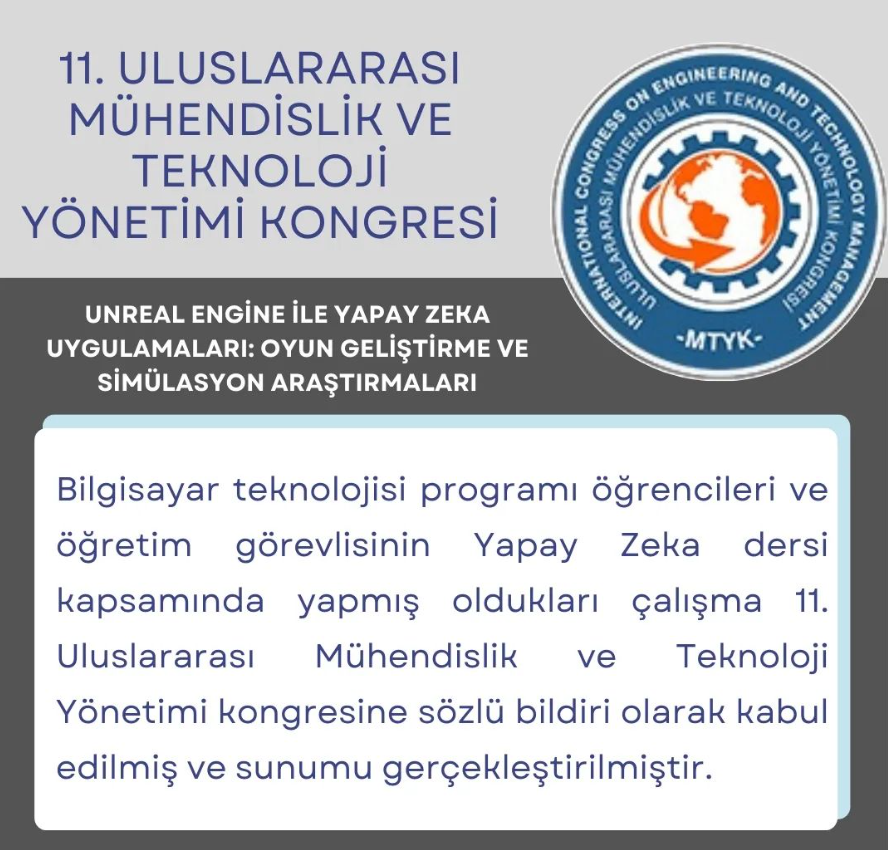 11. ULUSLARARASI
MÜHENDİSLİK VE
TEKNOLOJİ
YÖNETİMİ KONGRESİ
INTERNATIONAL CONGRESS ON ENGINEERING AND TECHNOLOGY MANAGEMENT
ULUSLARARASI MÜHENDİSLİK VE TEKNOLOJİ YÖNETİMİ KONGRESİ
-MTYK-
UNREAL ENGINE İLE YAPAY ZEKA
UYGULAMALARI: OYUN GELİŞTİRME VE
SİMÜLASYON ARAŞTIRMALARI
Bilgisayar teknolojisi programı öğrencileri ve
öğretim görevlisinin Yapay Zeka dersi
kapsamında yapmış oldukları çalışma 11.
Uluslararası Mühendislik ve Teknoloji
Yönetimi kongresine sözlü bildiri olarak kabul
edilmiş ve sunumu gerçekleştirilmiştir.